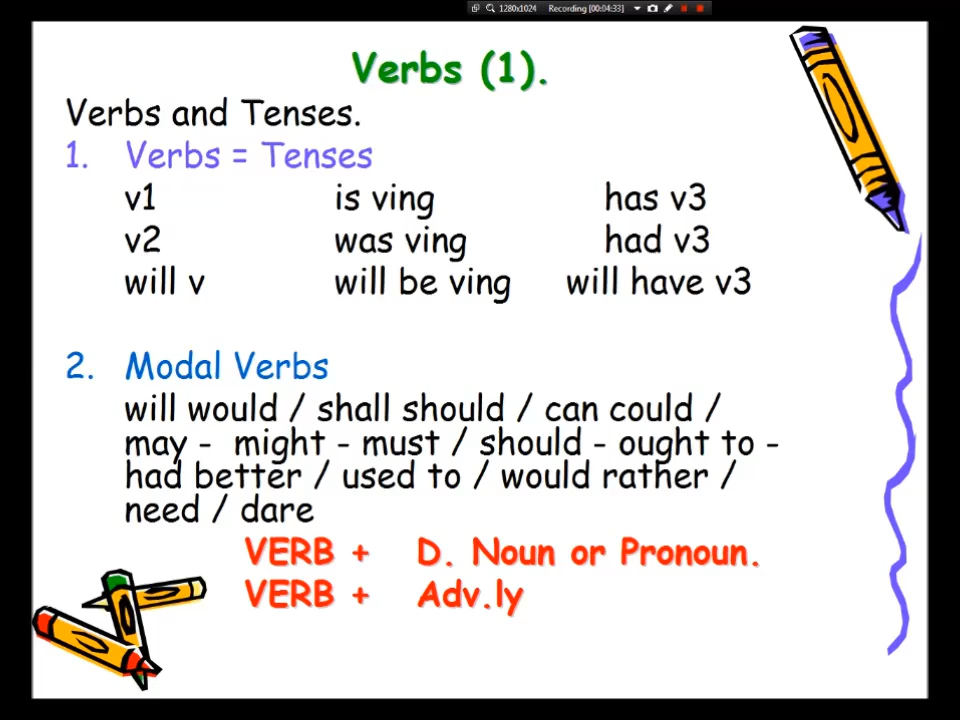 1280x1024 Recording [00:04:33]
Verbs (1).
Verbs and Tenses.
1. Verbs = Tenses
v1 is ving has v3
v2 was ving had v3
will v will be ving will have v3
2. Modal Verbs
will would / shall should / can could /
may - might - must / should - ought to -
had better / used to / would rather /
need / dare
VERB + D. Noun or Pronoun.
VERB + Adv.ly